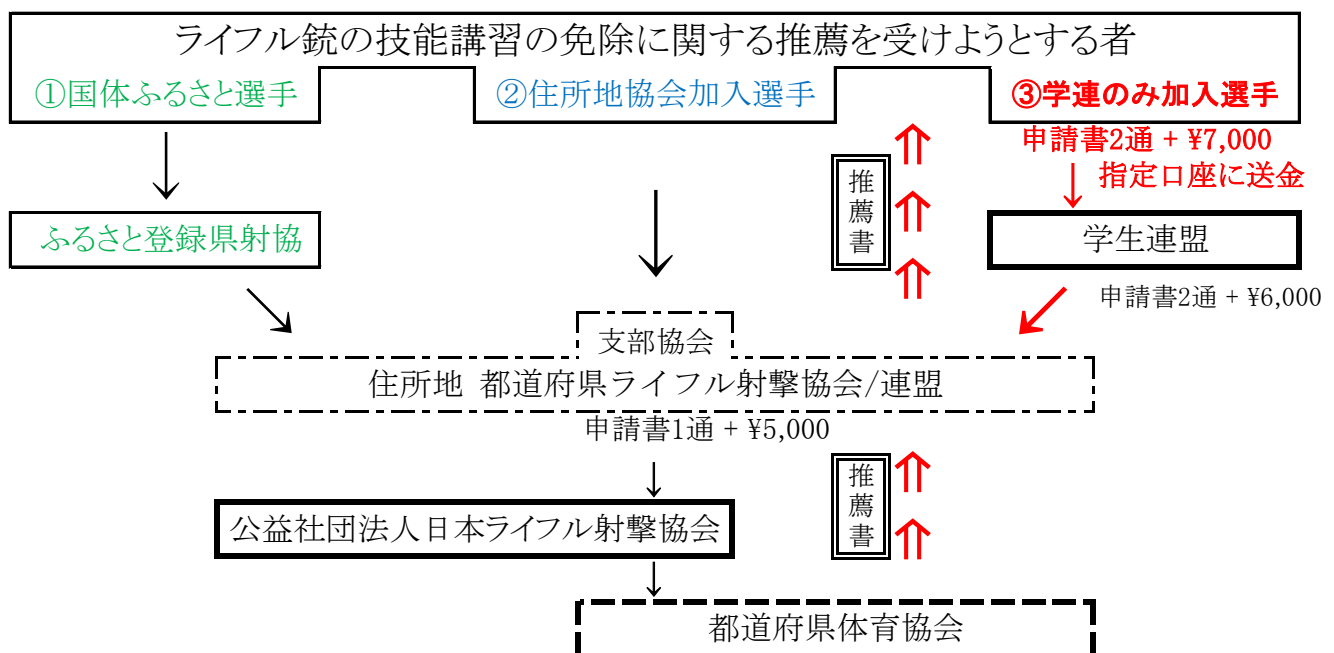 ライフル銃の技能講習の免除に関する推薦を受けようとする者
①国体ふるさと選手
②住所地協会加入選手
③学連のみ加入選手
申請書2通 + ¥7,000
指定口座に送金
推薦書
ふるさと登録県射協
学生連盟
申請書2通 + ¥6,000
支部協会
住所地 都道府県ライフル射撃協会/連盟
申請書1通 + ¥5,000
推薦書
公益社団法人日本ライフル射撃協会
都道府県体育協会